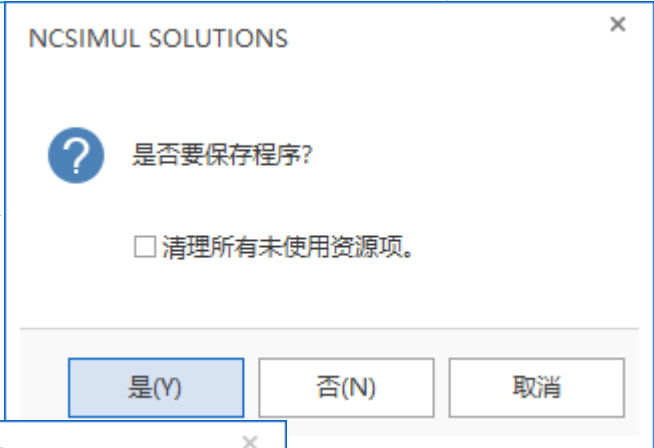 NCSIMUL SOLUTIONS
是否要保存程序?
清理所有未使用资源项。
是(Y)
否(N)
取消